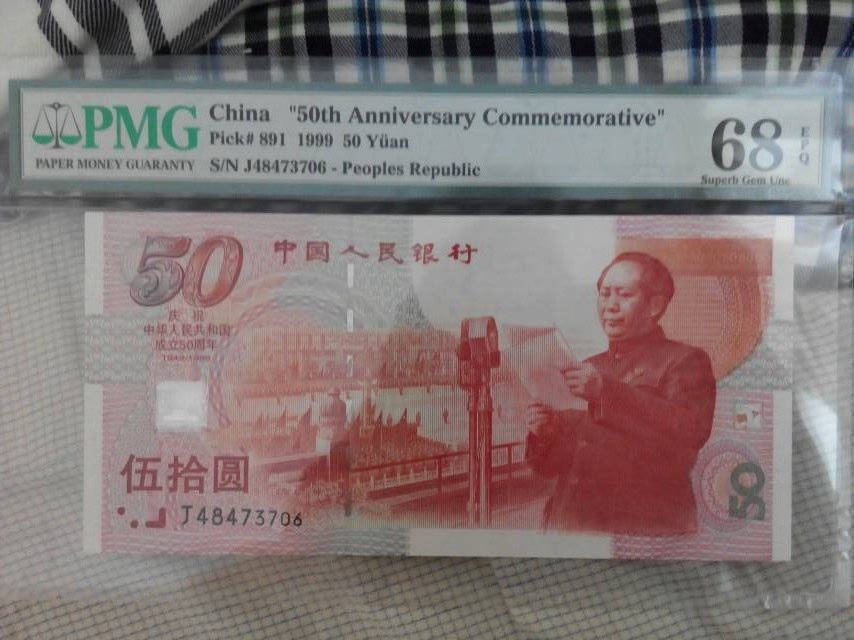 PMG
PAPER MONEY GUARANTY
China "50th Anniversary Commemorative"
Pick# 891 1999 50 Yüan
S/N J48473706 - Peoples Republic
68
EPQ
Superb Gem Unc
50
中国人民银行
庆祝
中华人民共和国
成立50周年
1949-1999
伍拾圆
J48473706
50